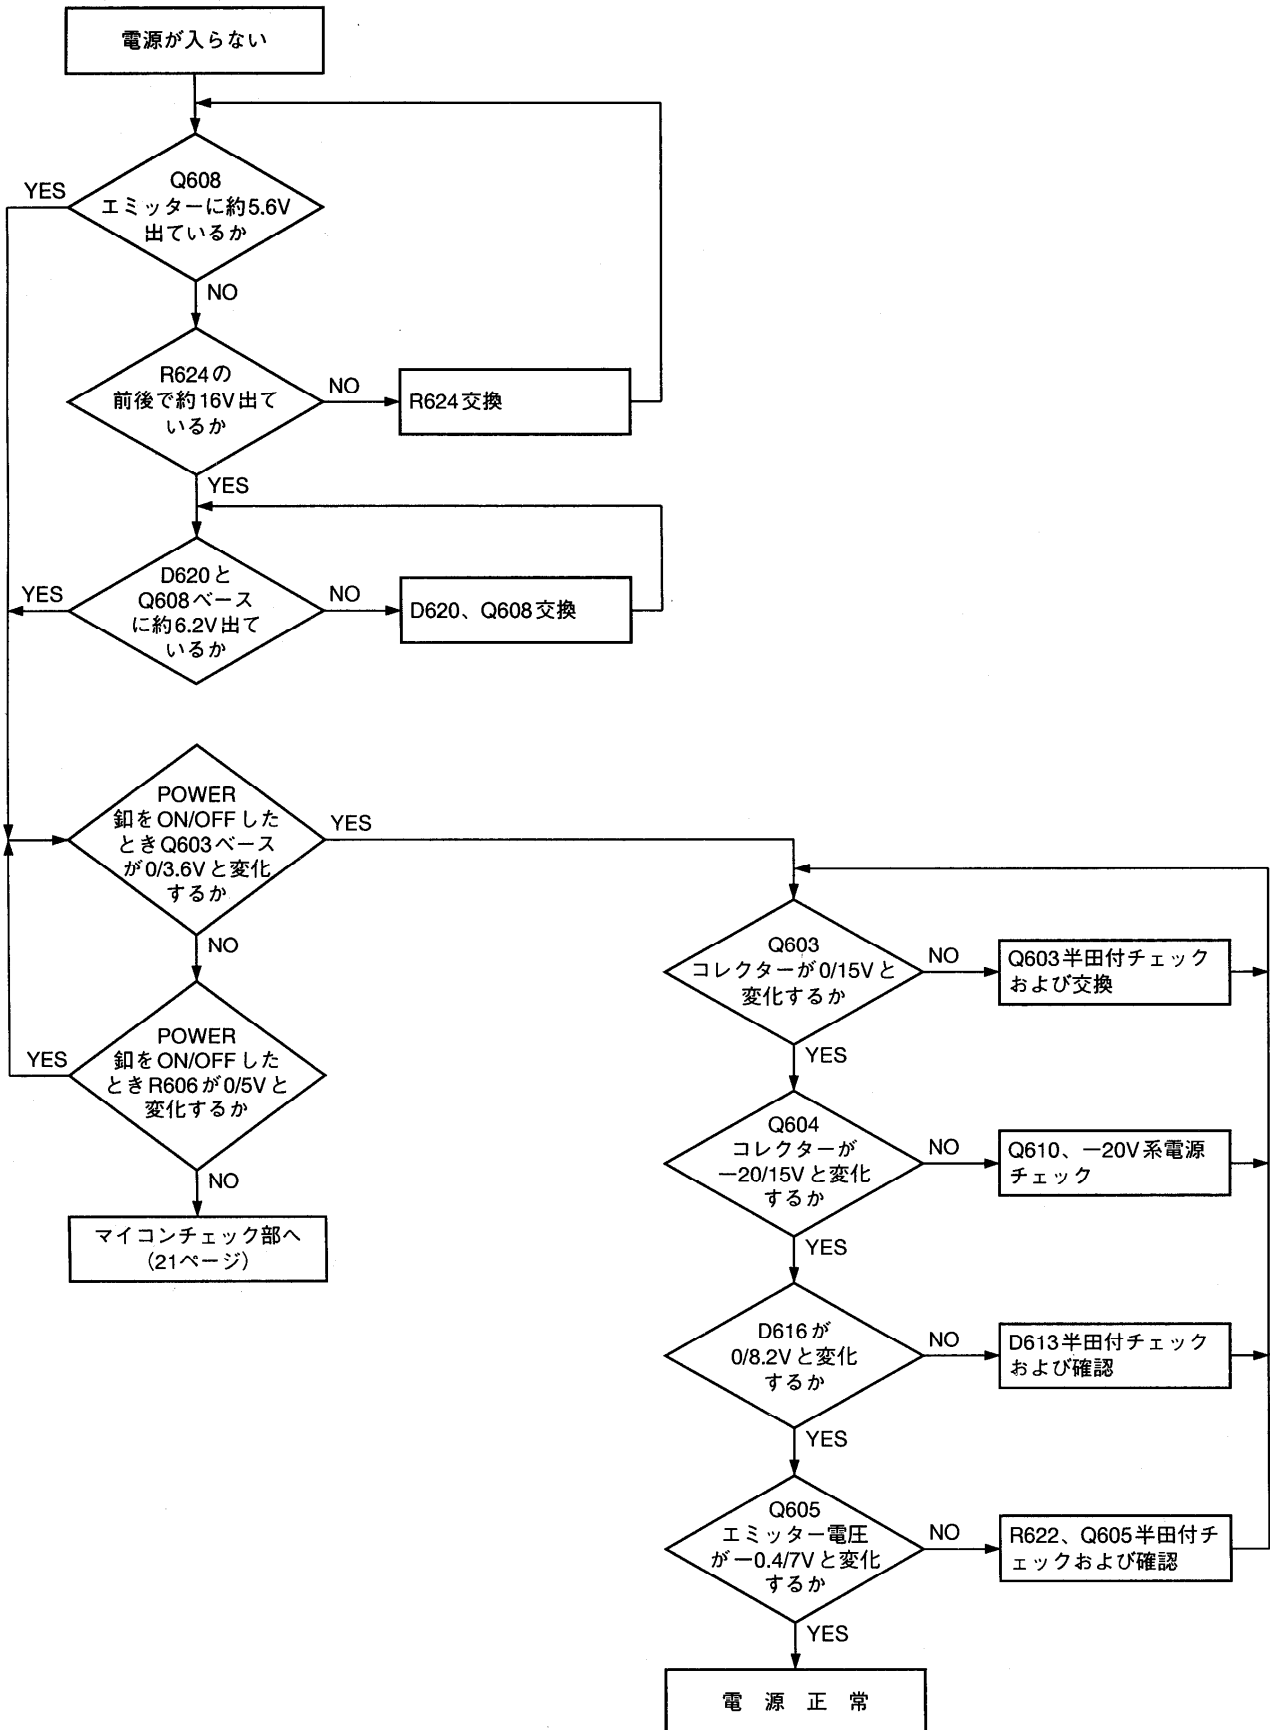 電源が入らない
Q608
エミッターに約5.6V
出ているか
YES
NO
R624の
前後で約16V出て
いるか
NO
R624交換
YES
D620と
Q608ベース
に約6.2V出て
いるか
YES
NO
D620、Q608交換
POWER
釦をON/OFFした
ときQ603ベース
が0/3.6Vと変化
するか
YES
NO
POWER
釦をON/OFFした
ときR606が0/5Vと
変化するか
YES
NO
マイコンチェック部へ
(21ページ)
Q603
コレクターが0/15Vと
変化するか
NO
Q603半田付チェック
および交換
YES
Q604
コレクターが
−20/15Vと変化
するか
NO
Q610、−20V系電源
チェック
YES
D616が
0/8.2Vと変化
するか
NO
D613半田付チェック
および確認
YES
Q605
エミッター電圧
が−0.4/7Vと変化
するか
NO
R622、Q605半田付チ
ェックおよび確認
YES
電源正常